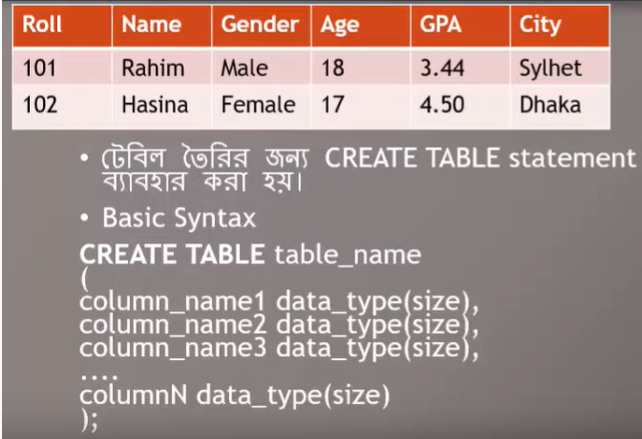 Roll Name Gender Age GPA City
101 Rahim Male 18 3.44 Sylhet
102 Hasina Female 17 4.50 Dhaka
• টেবিল তৈরির জন্য CREATE TABLE statement
ব্যাবহার করা হয়।
• Basic Syntax
CREATE TABLE table_name
(
column_name1 data_type(size),
column_name2 data_type(size),
column_name3 data_type(size),
....
columnN data_type(size)
);